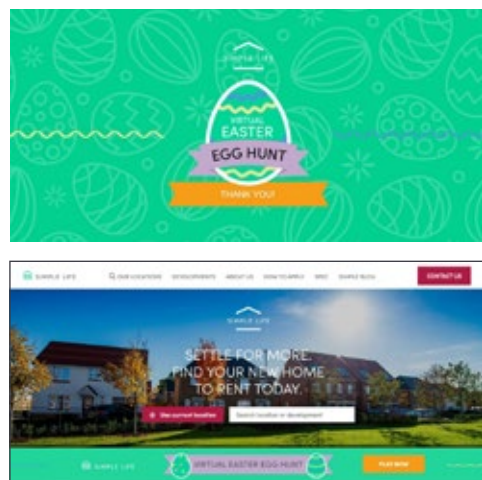 SIMPLE LIFE
VIRTUAL
EASTER
EGG HUNT
THANK YOU!
SIMPLE LIFE
OUR LOCATIONS DEVELOPMENTS ABOUT US HOW TO APPLY SIMPLE BLOG
CONTACT US
SIMPLE LIFE
SETTLE FOR MORE.
FIND YOUR NEW HOME
TO RENT TODAY.
Use current location
Search location or development
SIMPLE LIFE
VIRTUAL EASTER EGG HUNT
PLAY NOW